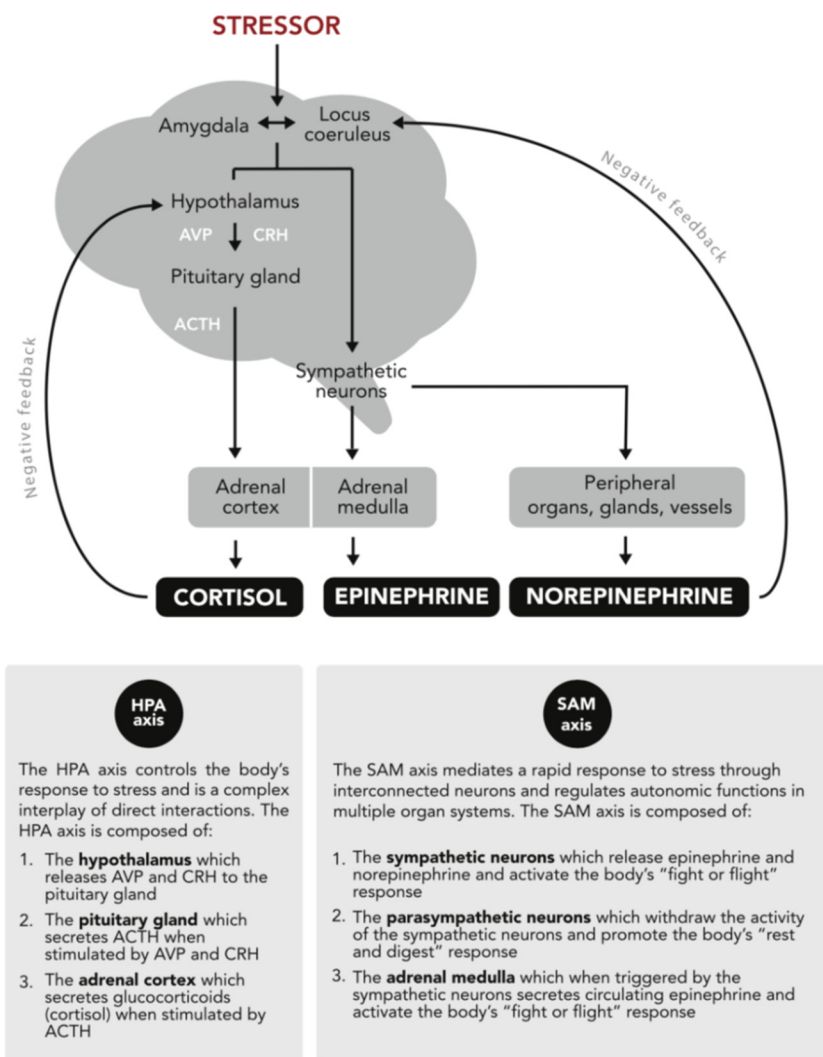 STRESSOR
Amygdala
Locus
coeruleus
Negative feedback
Hypothalamus
AVP
CRH
Pituitary gland
ACTH
Negative feedback
Sympathetic
neurons
Adrenal
cortex
Adrenal
medulla
Peripheral
organs, glands, vessels
CORTISOL
EPINEPHRINE
NOREPINEPHRINE
HPA
axis
The HPA axis controls the body's
response to stress and is a complex
interplay of direct interactions. The
HPA axis is composed of:
1. The hypothalamus which
releases AVP and CRH to the
pituitary gland
2. The pituitary gland which
secretes ACTH when
stimulated by AVP and CRH
3. The adrenal cortex which
secretes glucocorticoids
(cortisol) when stimulated by
ACTH
SAM
axis
The SAM axis mediates a rapid response to stress through
interconnected neurons and regulates autonomic functions in
multiple organ systems. The SAM axis is composed of:
1. The sympathetic neurons which release epinephrine and
norepinephrine and activate the body's "fight or flight"
response
2. The parasympathetic neurons which withdraw the activity
of the sympathetic neurons and promote the body's "rest
and digest" response
3. The adrenal medulla which when triggered by the
sympathetic neurons secretes circulating epinephrine and
activate the body's "fight or flight" response